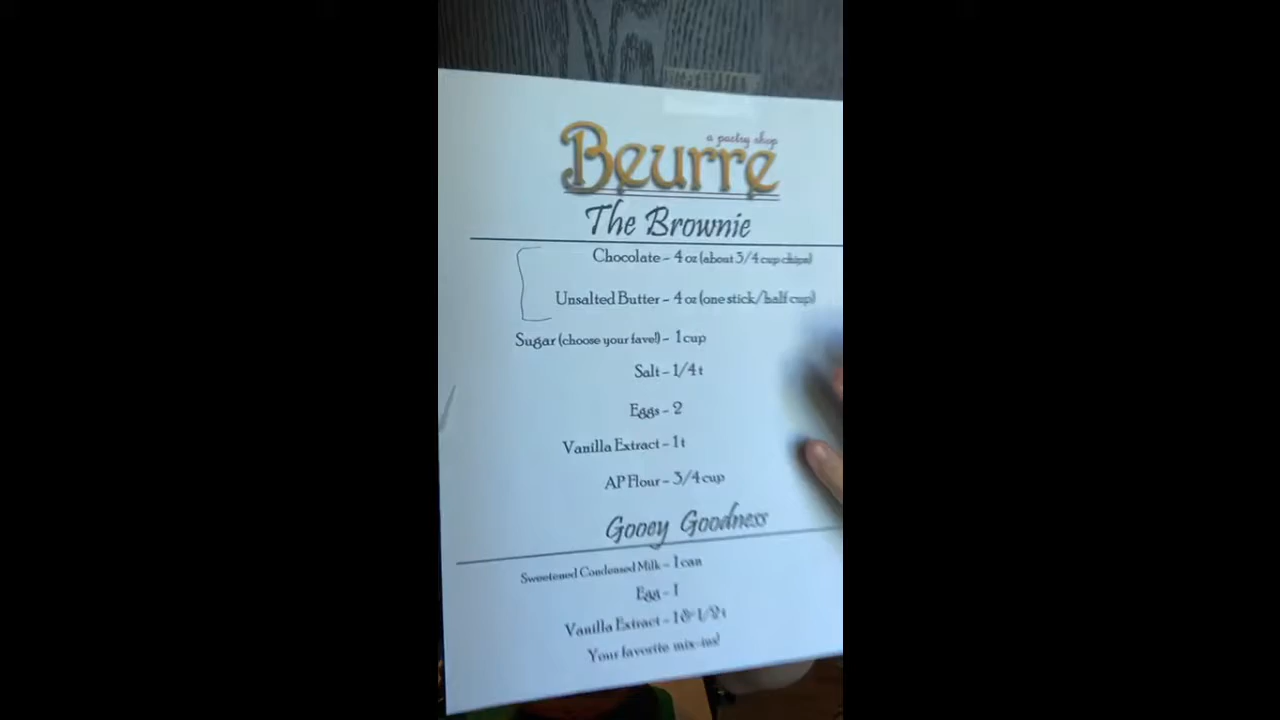 a pastry shop
Beurre
The Brownie
Chocolate - 4 oz (about 3/4 cup chips)
Unsalted Butter - 4 oz (one stick/half cup)
Sugar (choose your fave!) - 1 cup
Salt - 1/4 t
Eggs - 2
Vanilla Extract - 1 t
AP Flour - 3/4 cup
Gooey Goodness
Sweetened Condensed Milk - 1 can
Egg - 1
Vanilla Extract - 1 & 1/2 t
Your favorite mix-ins!